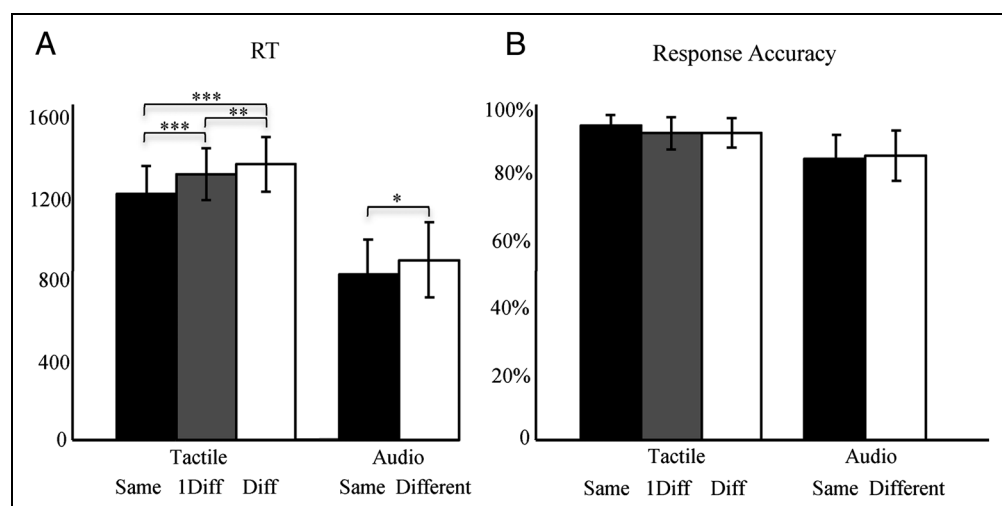 A
RT
1600
1200
800
400
0
***
***
**
*
Tactile
Audio
Same 1Diff Diff
Same Different
B
Response Accuracy
100%
80%
60%
40%
20%
0
Tactile
Audio
Same 1Diff Diff
Same Different